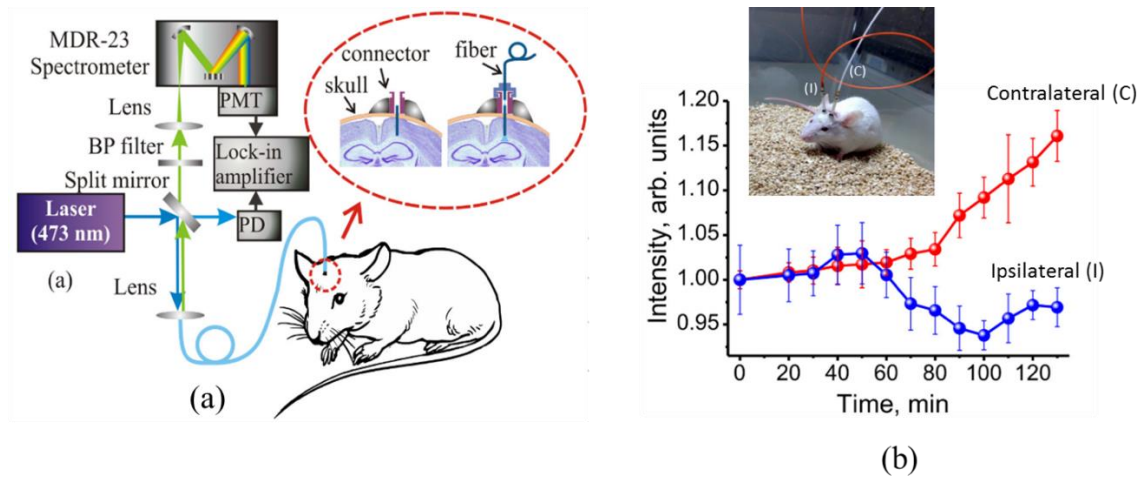 (a)
MDR-23
Spectrometer
PMT
Lens
BP filter
Split mirror
Lock-in
amplifier
Laser
(473 nm)
PD
(a)
Lens
connector
skull
fiber
(a)
(I)
(C)
Contralateral (C)
Ipsilateral (I)
Intensity, arb. units
1.20
1.15
1.10
1.05
1.00
0.95
0 20 40 60 80 100 120
Time, min
(b)